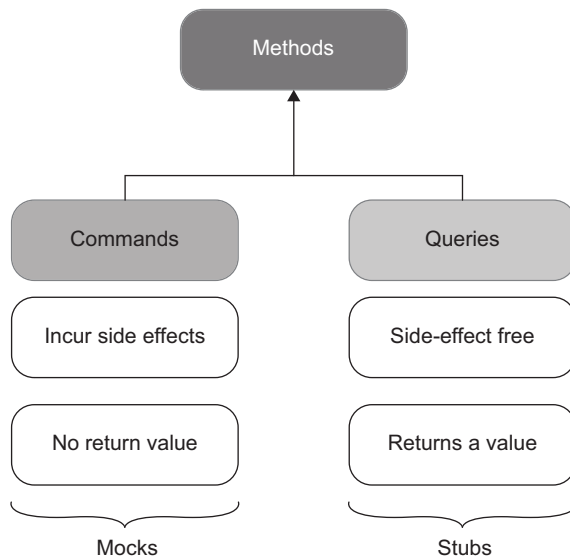 Methods
Commands
Queries
Incur side effects
Side-effect free
No return value
Returns a value
Mocks
Stubs